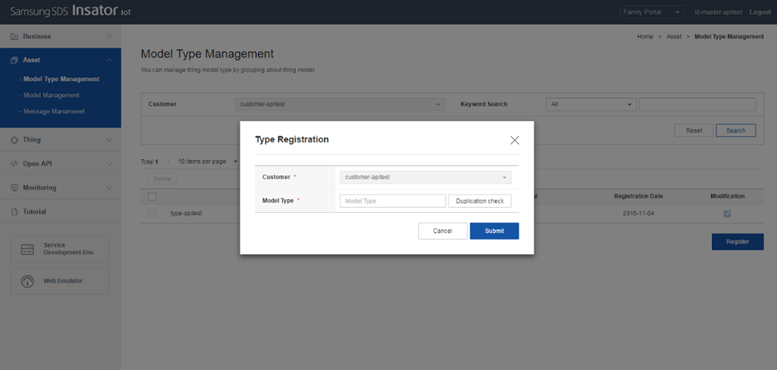 Samsung SDS Insator IoT
Family Portal
id-master-apitest
Logout
Business
Asset
- Model Type Management
- Model Management
- Message Manamenet
Thing
Open API
Monitoring
Tutorial
Service
Development Env.
Web Emulator
Home > Asset > Model Type Management
Model Type Management
You can manage thing model type by grouping about thing model.
Customer
customer-apitest
Keyword Search
All
Reset
Search
Total 1
10 items per page
Delete
Registration Date
Modification
type-apitest
2016-11-04
Register
Type Registration
Customer *
customer-apitest
Model Type *
Model Type
Duplication check
Cancel
Submit